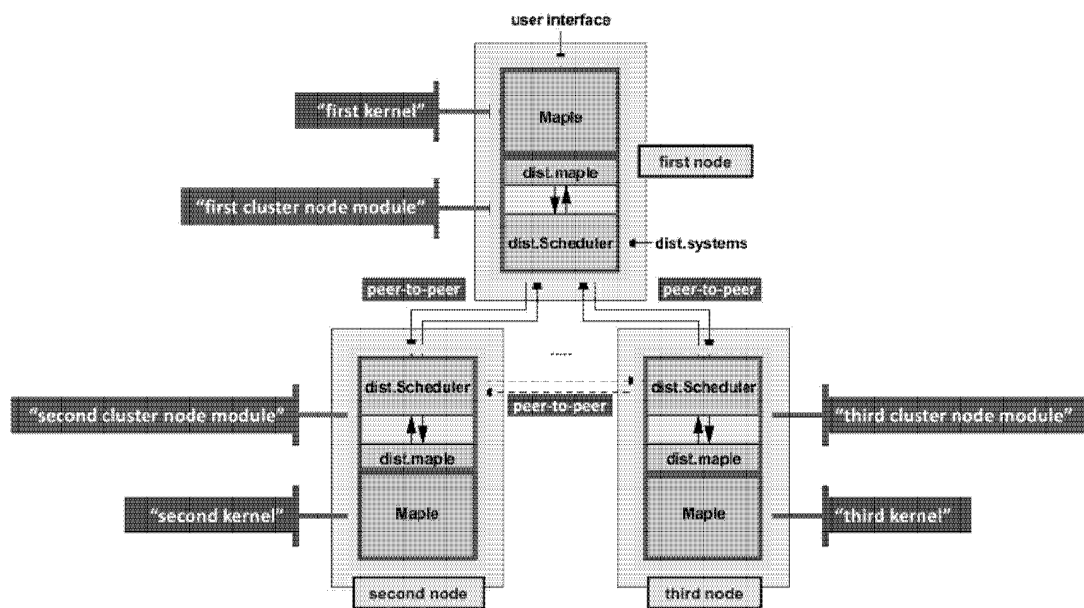 user interface
“first kernel”
Maple
first node
dist.maple
“first cluster node module”
dist.Scheduler
dist.systems
peer-to-peer
peer-to-peer
....
dist.Scheduler
dist.Scheduler
peer-to-peer
“second cluster node module”
“third cluster node module”
dist.maple
dist.maple
“second kernel”
Maple
Maple
“third kernel”
second node
third node